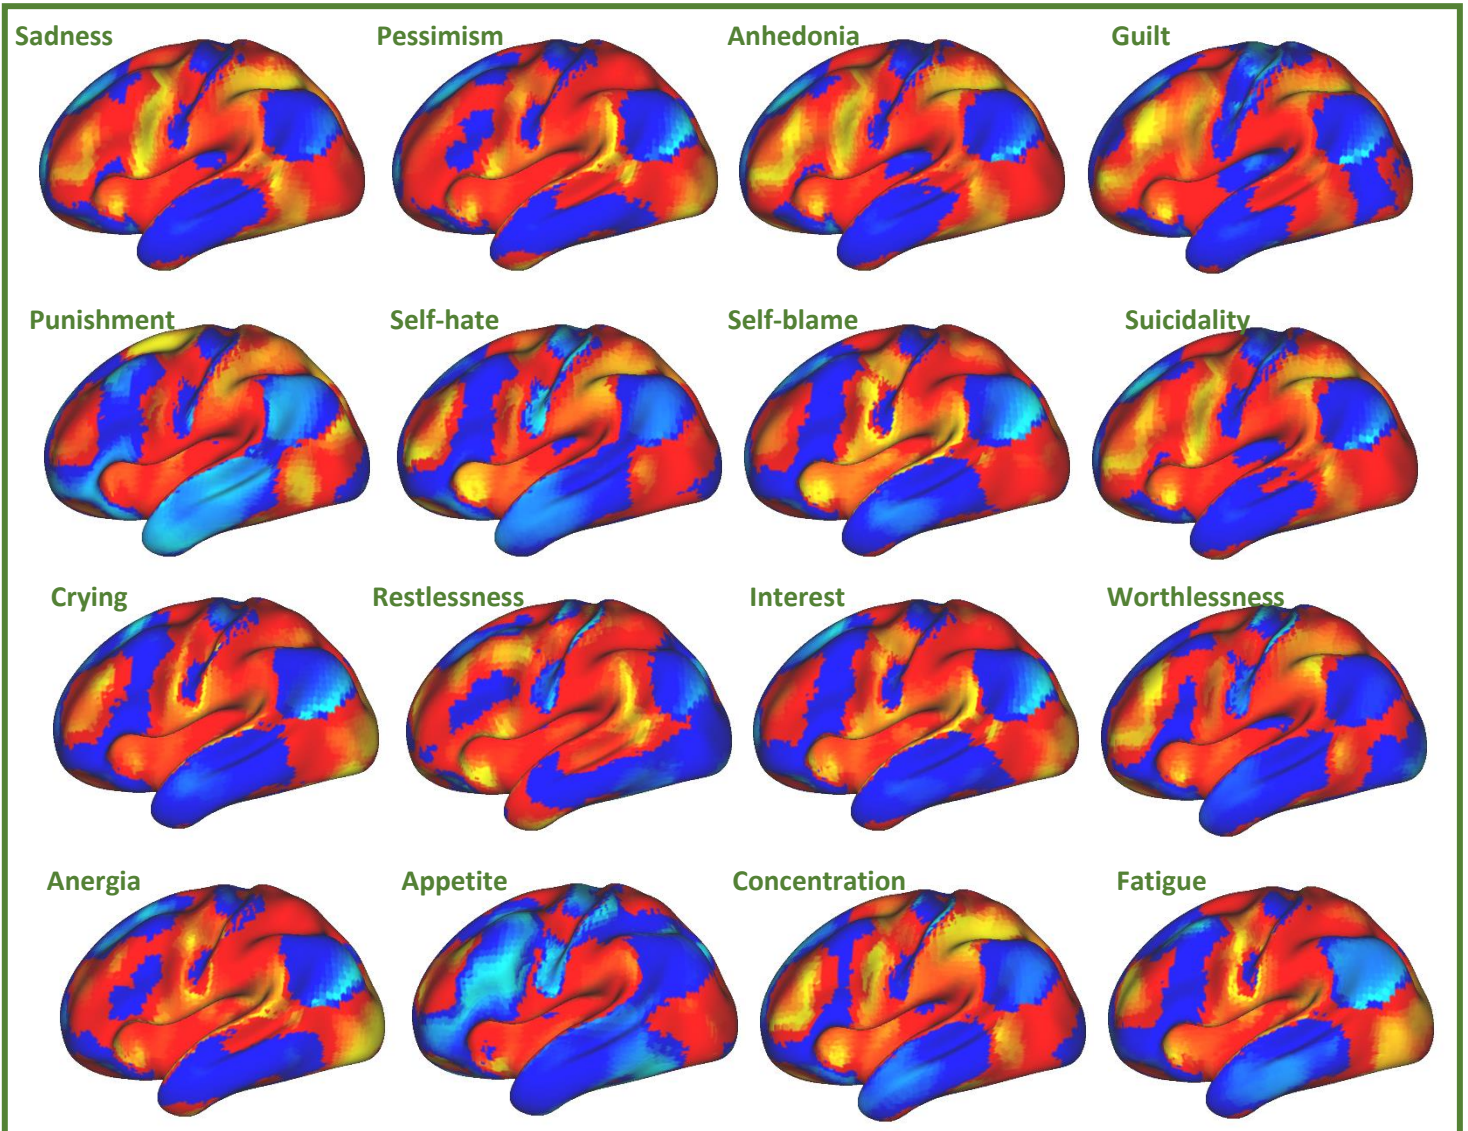 Sadness
Pessimism
Anhedonia
Guilt
Punishment
Self-hate
Self-blame
Suicidality
Crying
Restlessness
Interest
Worthlessness
Anergia
Appetite
Concentration
Fatigue